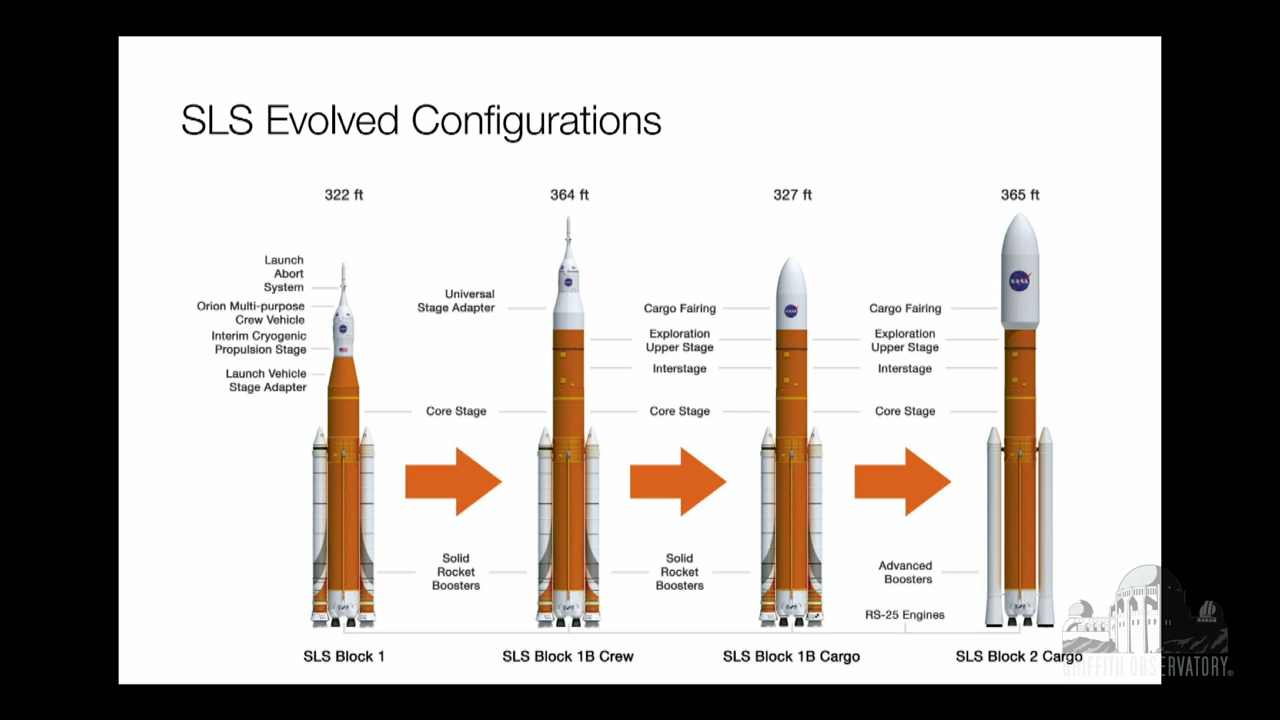 SLS Evolved Configurations
322 ft
364 ft
327 ft
365 ft
Launch
Abort
System
Orion Multi-purpose
Crew Vehicle
Interim Cryogenic
Propulsion Stage
Launch Vehicle
Stage Adapter
Universal
Stage Adapter
Cargo Fairing
Exploration
Upper Stage
Interstage
Cargo Fairing
Exploration
Upper Stage
Interstage
Core Stage
Core Stage
Core Stage
Solid
Rocket
Boosters
Solid
Rocket
Boosters
Advanced
Boosters
RS-25 Engines
NASA
NASA
SLS Block 1
SLS Block 1B Crew
SLS Block 1B Cargo
SLS Block 2 Cargo
GRIFFITH OBSERVATORY®